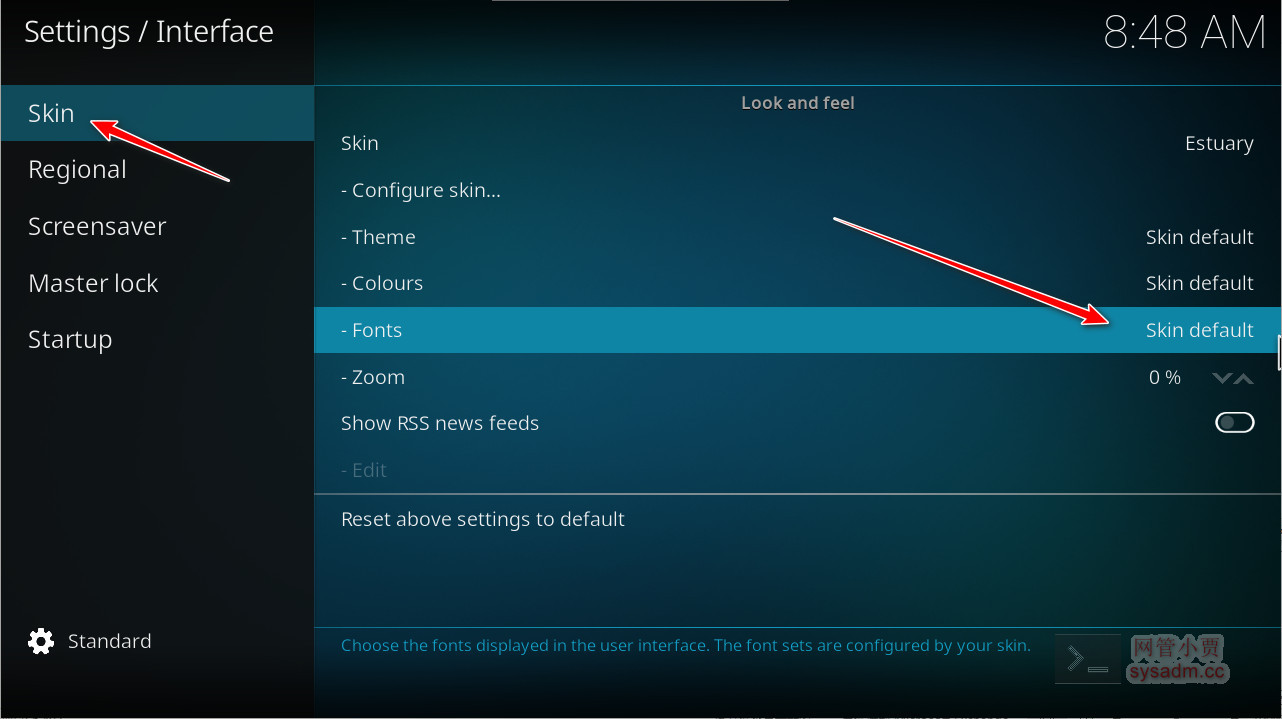 Settings / Interface
8:48 AM
Skin
Regional
Screensaver
Master lock
Startup
Standard
Look and feel
Skin Estuary
- Configure skin...
- Theme Skin default
- Colours Skin default
- Fonts Skin default
- Zoom 0 %
Show RSS news feeds
- Edit
Reset above settings to default
Choose the fonts displayed in the user interface. The font sets are configured by your skin.
网管小贾
sysadm.cc